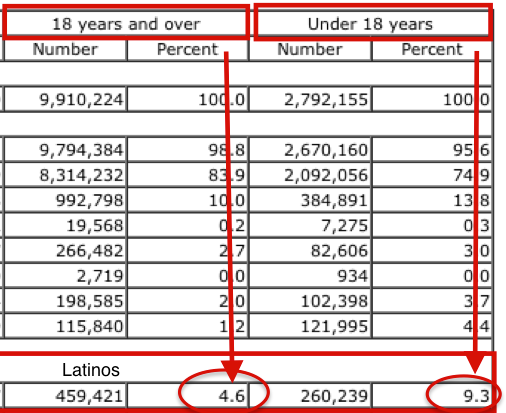 18 years and over Under 18 years
Number Percent Number Percent
9,910,224 100.0 2,792,155 100.0
9,794,384 98.8 2,670,160 95.6
8,314,232 83.9 2,092,056 74.9
992,798 10.0 384,891 13.8
19,568 0.2 7,275 0.3
266,482 2.7 82,606 3.0
2,719 0.0 934 0.0
198,585 2.0 102,398 3.7
115,840 1.2 121,995 4.4
Latinos
459,421 4.6 260,239 9.3